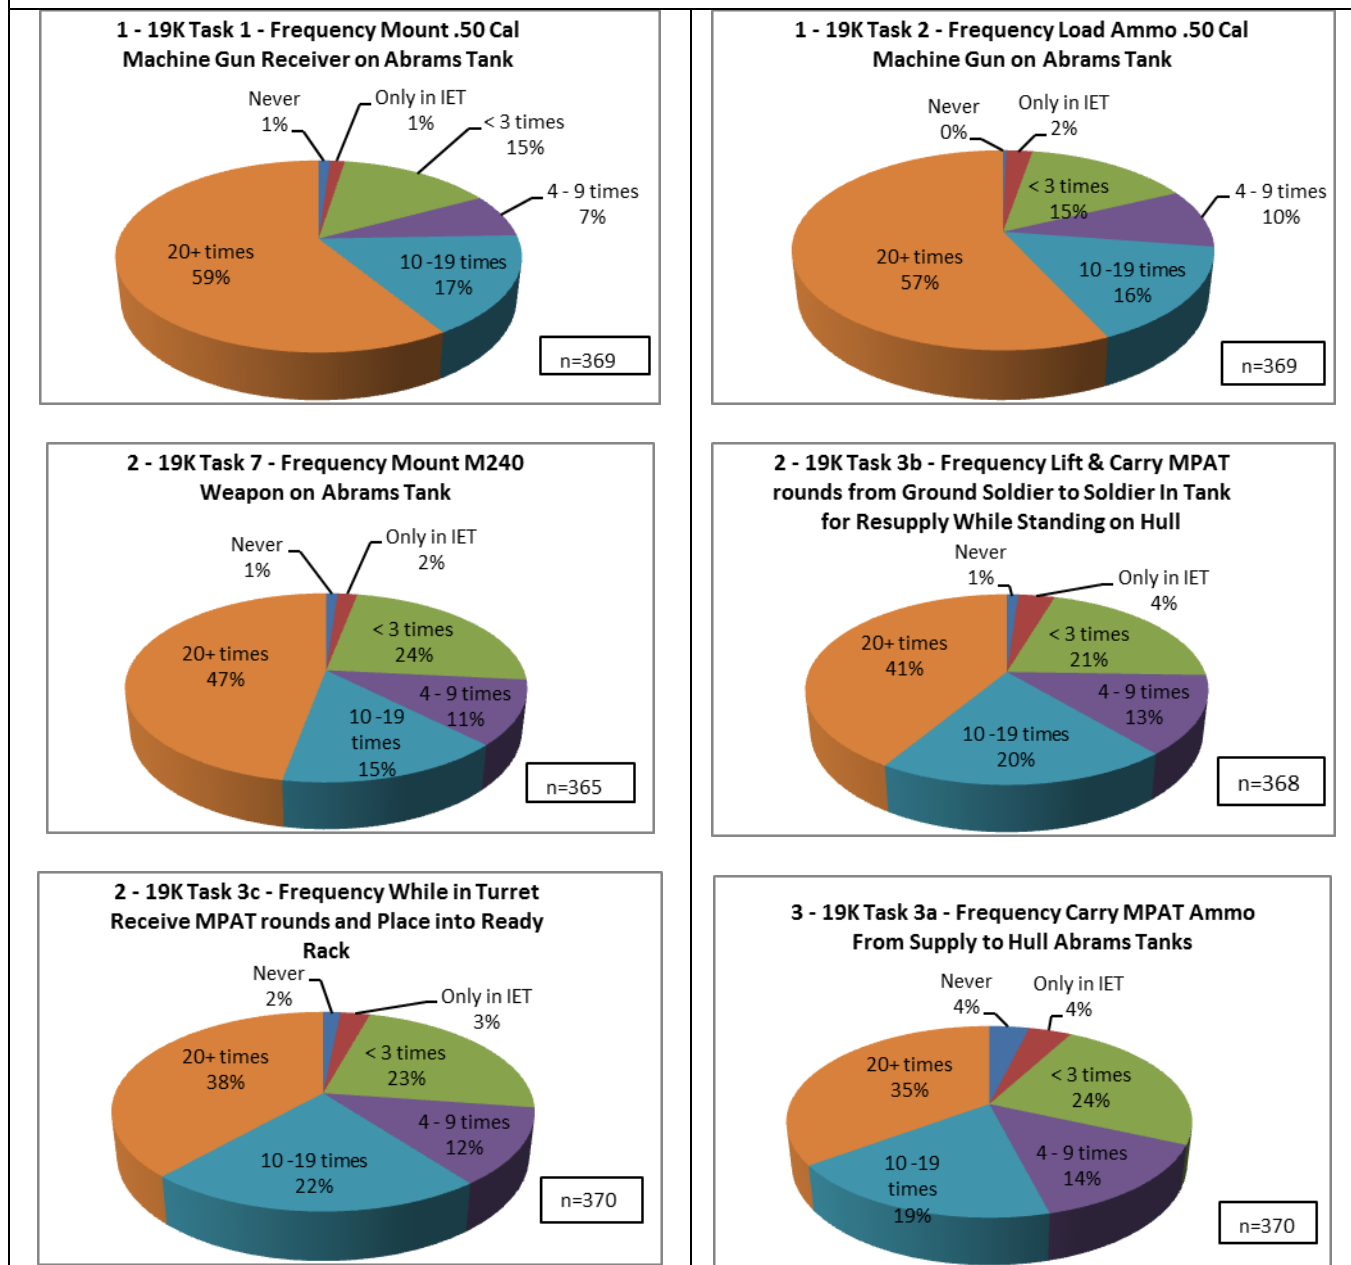 1 - 19K Task 1 - Frequency Mount .50 Cal
Machine Gun Receiver on Abrams Tank
Never
1%
Only in IET
1%
< 3 times
15%
4 - 9 times
7%
10 -19 times
17%
20+ times
59%
n=369
1 - 19K Task 2 - Frequency Load Ammo .50 Cal
Machine Gun on Abrams Tank
Never
0%
Only in IET
2%
< 3 times
15%
4 - 9 times
10%
10 -19 times
16%
20+ times
57%
n=369
2 - 19K Task 7 - Frequency Mount M240
Weapon on Abrams Tank
Never
1%
Only in IET
2%
< 3 times
24%
4 - 9 times
11%
10 -19
times
15%
20+ times
47%
n=365
2 - 19K Task 3b - Frequency Lift & Carry MPAT
rounds from Ground Soldier to Soldier In Tank
for Resupply While Standing on Hull
Never
1%
Only in IET
4%
< 3 times
21%
4 - 9 times
13%
10 -19 times
20%
20+ times
41%
n=368
2 - 19K Task 3c - Frequency While in Turret
Receive MPAT rounds and Place into Ready
Rack
Never
2%
Only in IET
3%
< 3 times
23%
4 - 9 times
12%
10 -19 times
22%
20+ times
38%
n=370
3 - 19K Task 3a - Frequency Carry MPAT Ammo
From Supply to Hull Abrams Tanks
Never
4%
Only in IET
4%
< 3 times
24%
4 - 9 times
14%
10 -19
times
19%
20+ times
35%
n=370